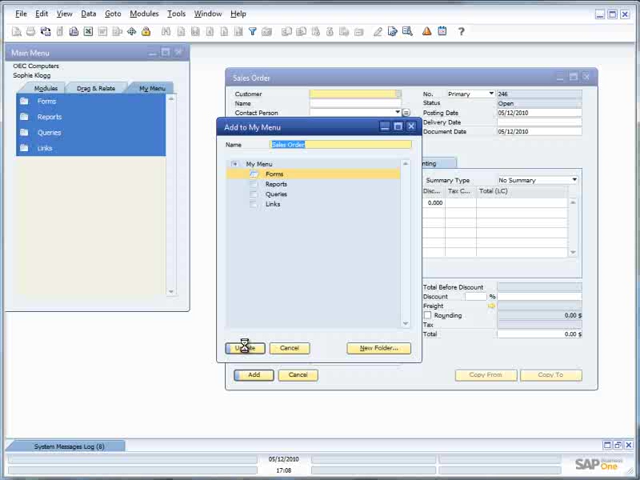 File Edit View Data Goto Modules Tools Window Help
Main Menu
OEC Computers
Sophie Klogg
Modules Drag & Relate My Menu
Forms
Reports
Queries
Links
Sales Order
Customer
Name
Contact Person
No. Primary 246
Status Open
Posting Date 05/12/2010
Delivery Date
Document Date 05/12/2010
Add to My Menu
Name Sales Order
My Menu
Forms
Reports
Queries
Links
Cancel New Folder...
Summary Type No Summary
Disc... Tax C... Total (LC)
0.000
Total Before Discount
Discount %
Freight
Rounding 0.00 $
Tax
Total 0.00 $
Add Cancel Copy From Copy To
System Messages Log (8)
05/12/2010
17:08
SAP Business One